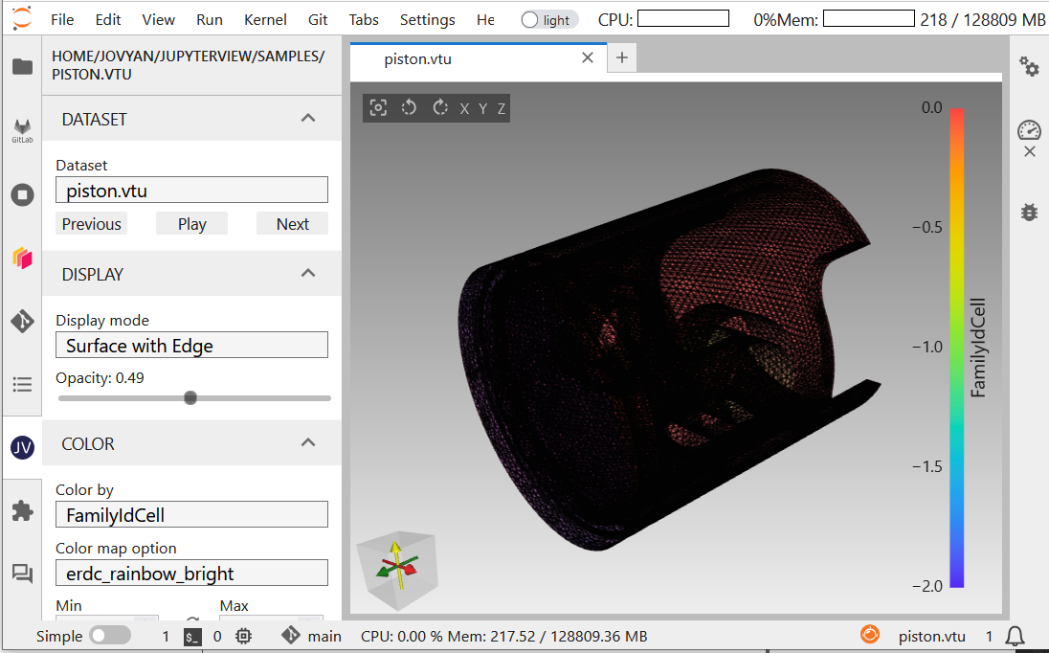 File Edit View Run Kernel Git Tabs Settings He light CPU: 0% Mem: 218 / 128809 MB
HOME/JOVYAN/JUPYTERVIEW/SAMPLES/
PISTON.VTU
GitLab
DATASET
Dataset
piston.vtu
Previous Play Next
DISPLAY
Display mode
Surface with Edge
Opacity: 0.49
JV
COLOR
Color by
FamilyIdCell
Color map option
erdc_rainbow_bright
Min Max
piston.vtu
X Y Z
0.0
−0.5
−1.0
−1.5
−2.0
FamilyIdCell
Simple 1 $_ 0 main CPU: 0.00 % Mem: 217.52 / 128809.36 MB piston.vtu 1